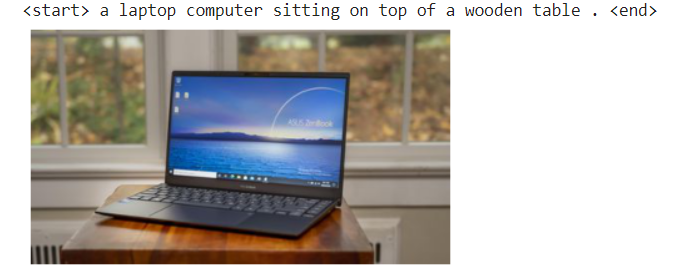 <start> a laptop computer sitting on top of a wooden table . <end>
ASUS ZenBook